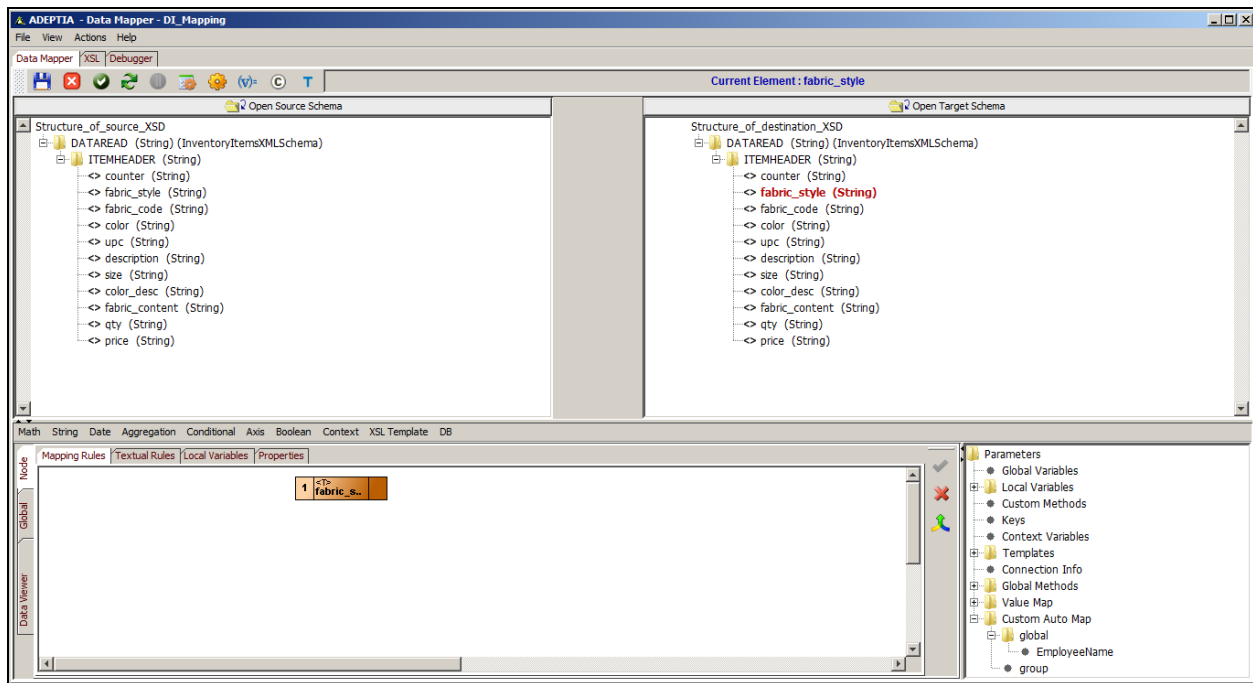 ADEPTIA - Data Mapper - DI_Mapping
File View Actions Help
Data Mapper XSL Debugger
(V)= C T Current Element : fabric_style
Open Source Schema
Open Target Schema
Structure_of_source_XSD
DATAREAD (String) (InventoryItemsXMLSchema)
ITEMHEADER (String)
<> counter (String)
<> fabric_style (String)
<> fabric_code (String)
<> color (String)
<> upc (String)
<> description (String)
<> size (String)
<> color_desc (String)
<> fabric_content (String)
<> qty (String)
<> price (String)
Structure_of_destination_XSD
DATAREAD (String) (InventoryItemsXMLSchema)
ITEMHEADER (String)
<> counter (String)
<> fabric_style (String)
<> fabric_code (String)
<> color (String)
<> upc (String)
<> description (String)
<> size (String)
<> color_desc (String)
<> fabric_content (String)
<> qty (String)
<> price (String)
Math String Date Aggregation Conditional Axis Boolean Context XSL Template DB
Node
Global
Data Viewer
Mapping Rules Textual Rules Local Variables Properties
<T>
1 fabric_s..
Parameters
Global Variables
Local Variables
Custom Methods
Keys
Context Variables
Templates
Connection Info
Global Methods
Value Map
Custom Auto Map
global
EmployeeName
group